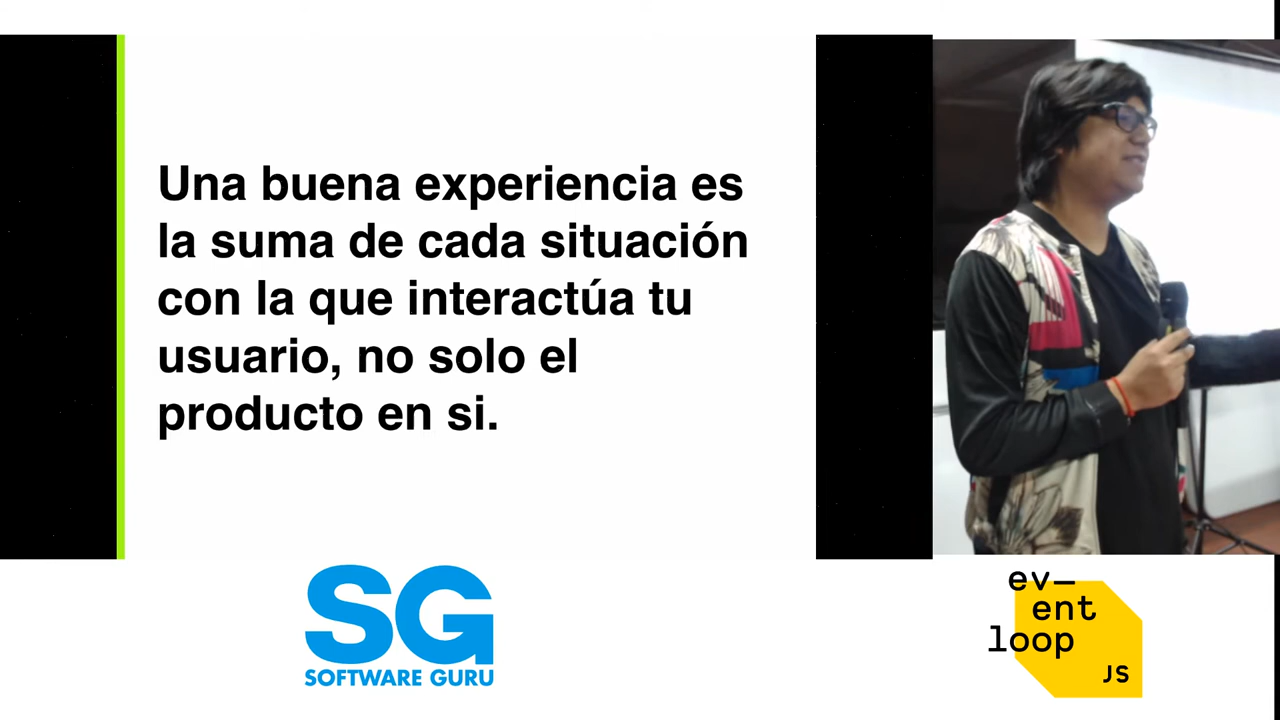 Una buena experiencia es
la suma de cada situación
con la que interactúa tu
usuario, no solo el
producto en si.
SG
SOFTWARE GURU
ev—
ent
loop
JS